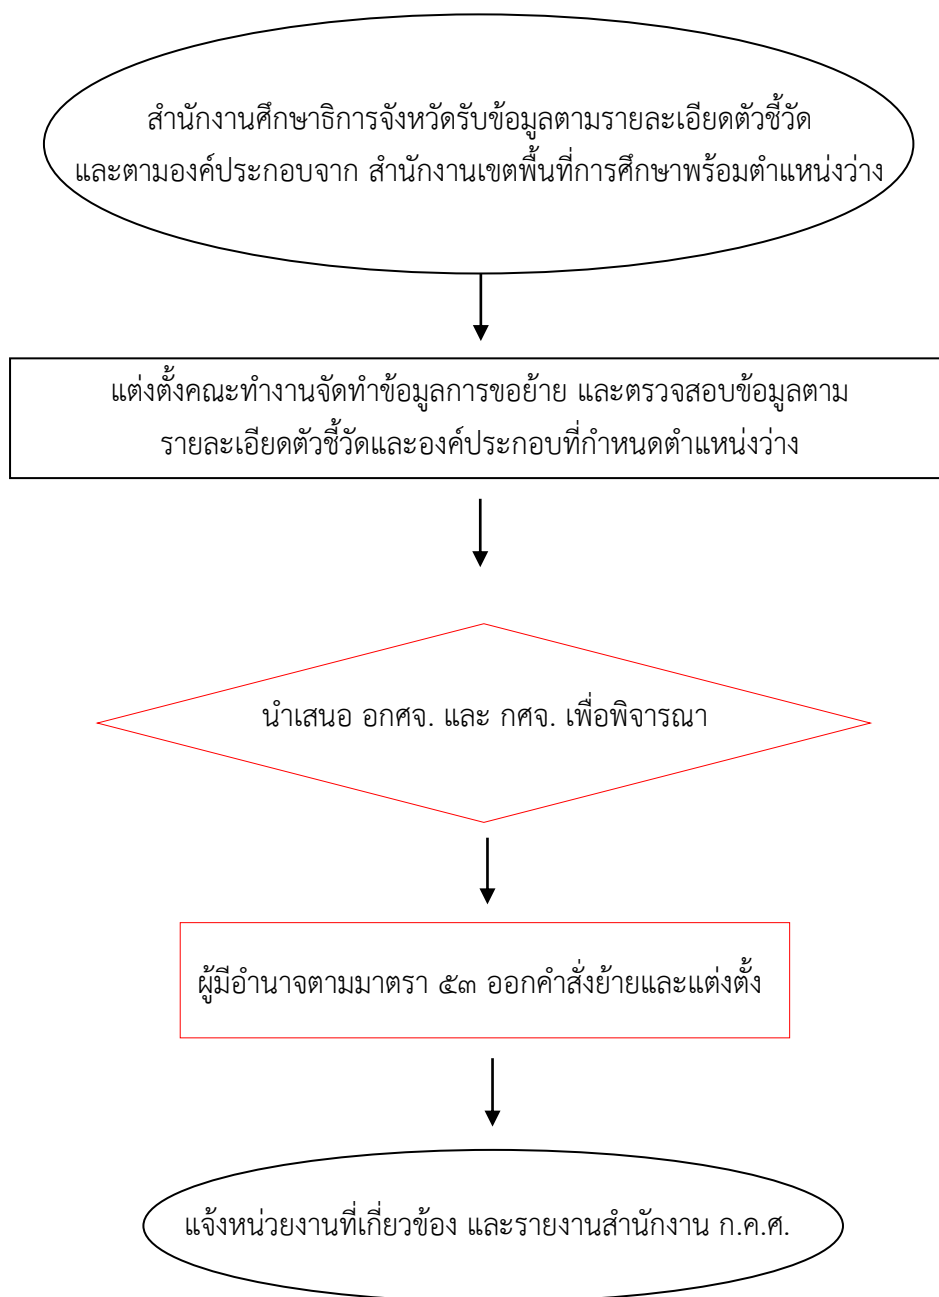 สำนักงานศึกษาธิการจังหวัดรับข้อมูลตามรายละเอียดตัวชี้วัด
และตามองค์ประกอบจาก สำนักงานเขตพื้นที่การศึกษาพร้อมตำแหน่งว่าง
แต่งตั้งคณะทำงานจัดทำข้อมูลการขอย้าย และตรวจสอบข้อมูลตาม
รายละเอียดตัวชี้วัดและองค์ประกอบที่กำหนดตำแหน่งว่าง
นำเสนอ อกศจ. และ กศจ. เพื่อพิจารณา
ผู้มีอำนาจตามมาตรา ๕๓ ออกคำสั่งย้ายและแต่งตั้ง
แจ้งหน่วยงานที่เกี่ยวข้อง และรายงานสำนักงาน ก.ค.ศ.